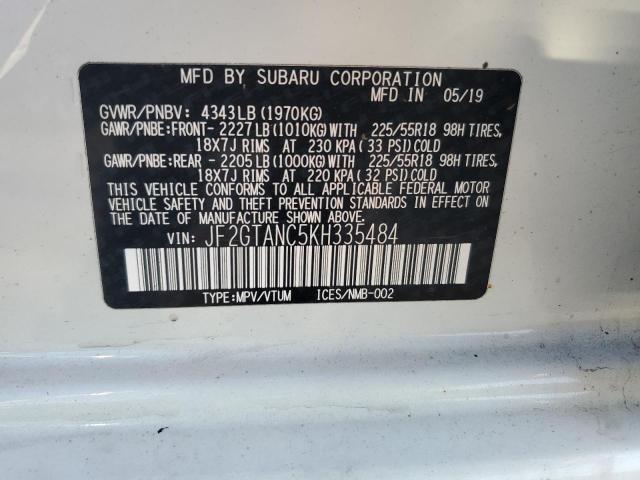 MFD BY SUBARU CORPORATION
MFD IN 05/19
GVWR/PNBV: 4343LB (1970KG)
GAWR/PNBE:FRONT- 2227LB (1010KG) WITH 225/55R18 98H TIRES,
18X7J RIMS AT 230 KPA ( 33 PSI) COLD
GAWR/PNBE:REAR - 2205LB (1000KG) WITH 225/55R18 98H TIRES,
18X7J RIMS AT 220 KPA ( 32 PSI) COLD
THIS VEHICLE CONFORMS TO ALL APPLICABLE FEDERAL MOTOR
VEHICLE SAFETY AND THEFT PREVENTION STANDARDS IN EFFECT
ON THE DATE OF MANUFACTURE SHOWN ABOVE.
VIN: JF2GTANC5KH335484
TYPE:MPV/VTUM ICES/NMB-002